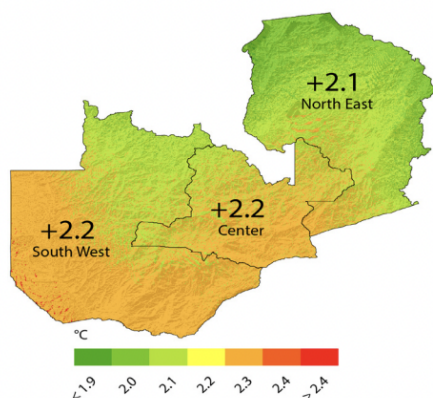 +2.1
North East
+2.2
Center
+2.2
South West
°C
< 1.9
2.0
2.1
2.2
2.3
2.4
> 2.4